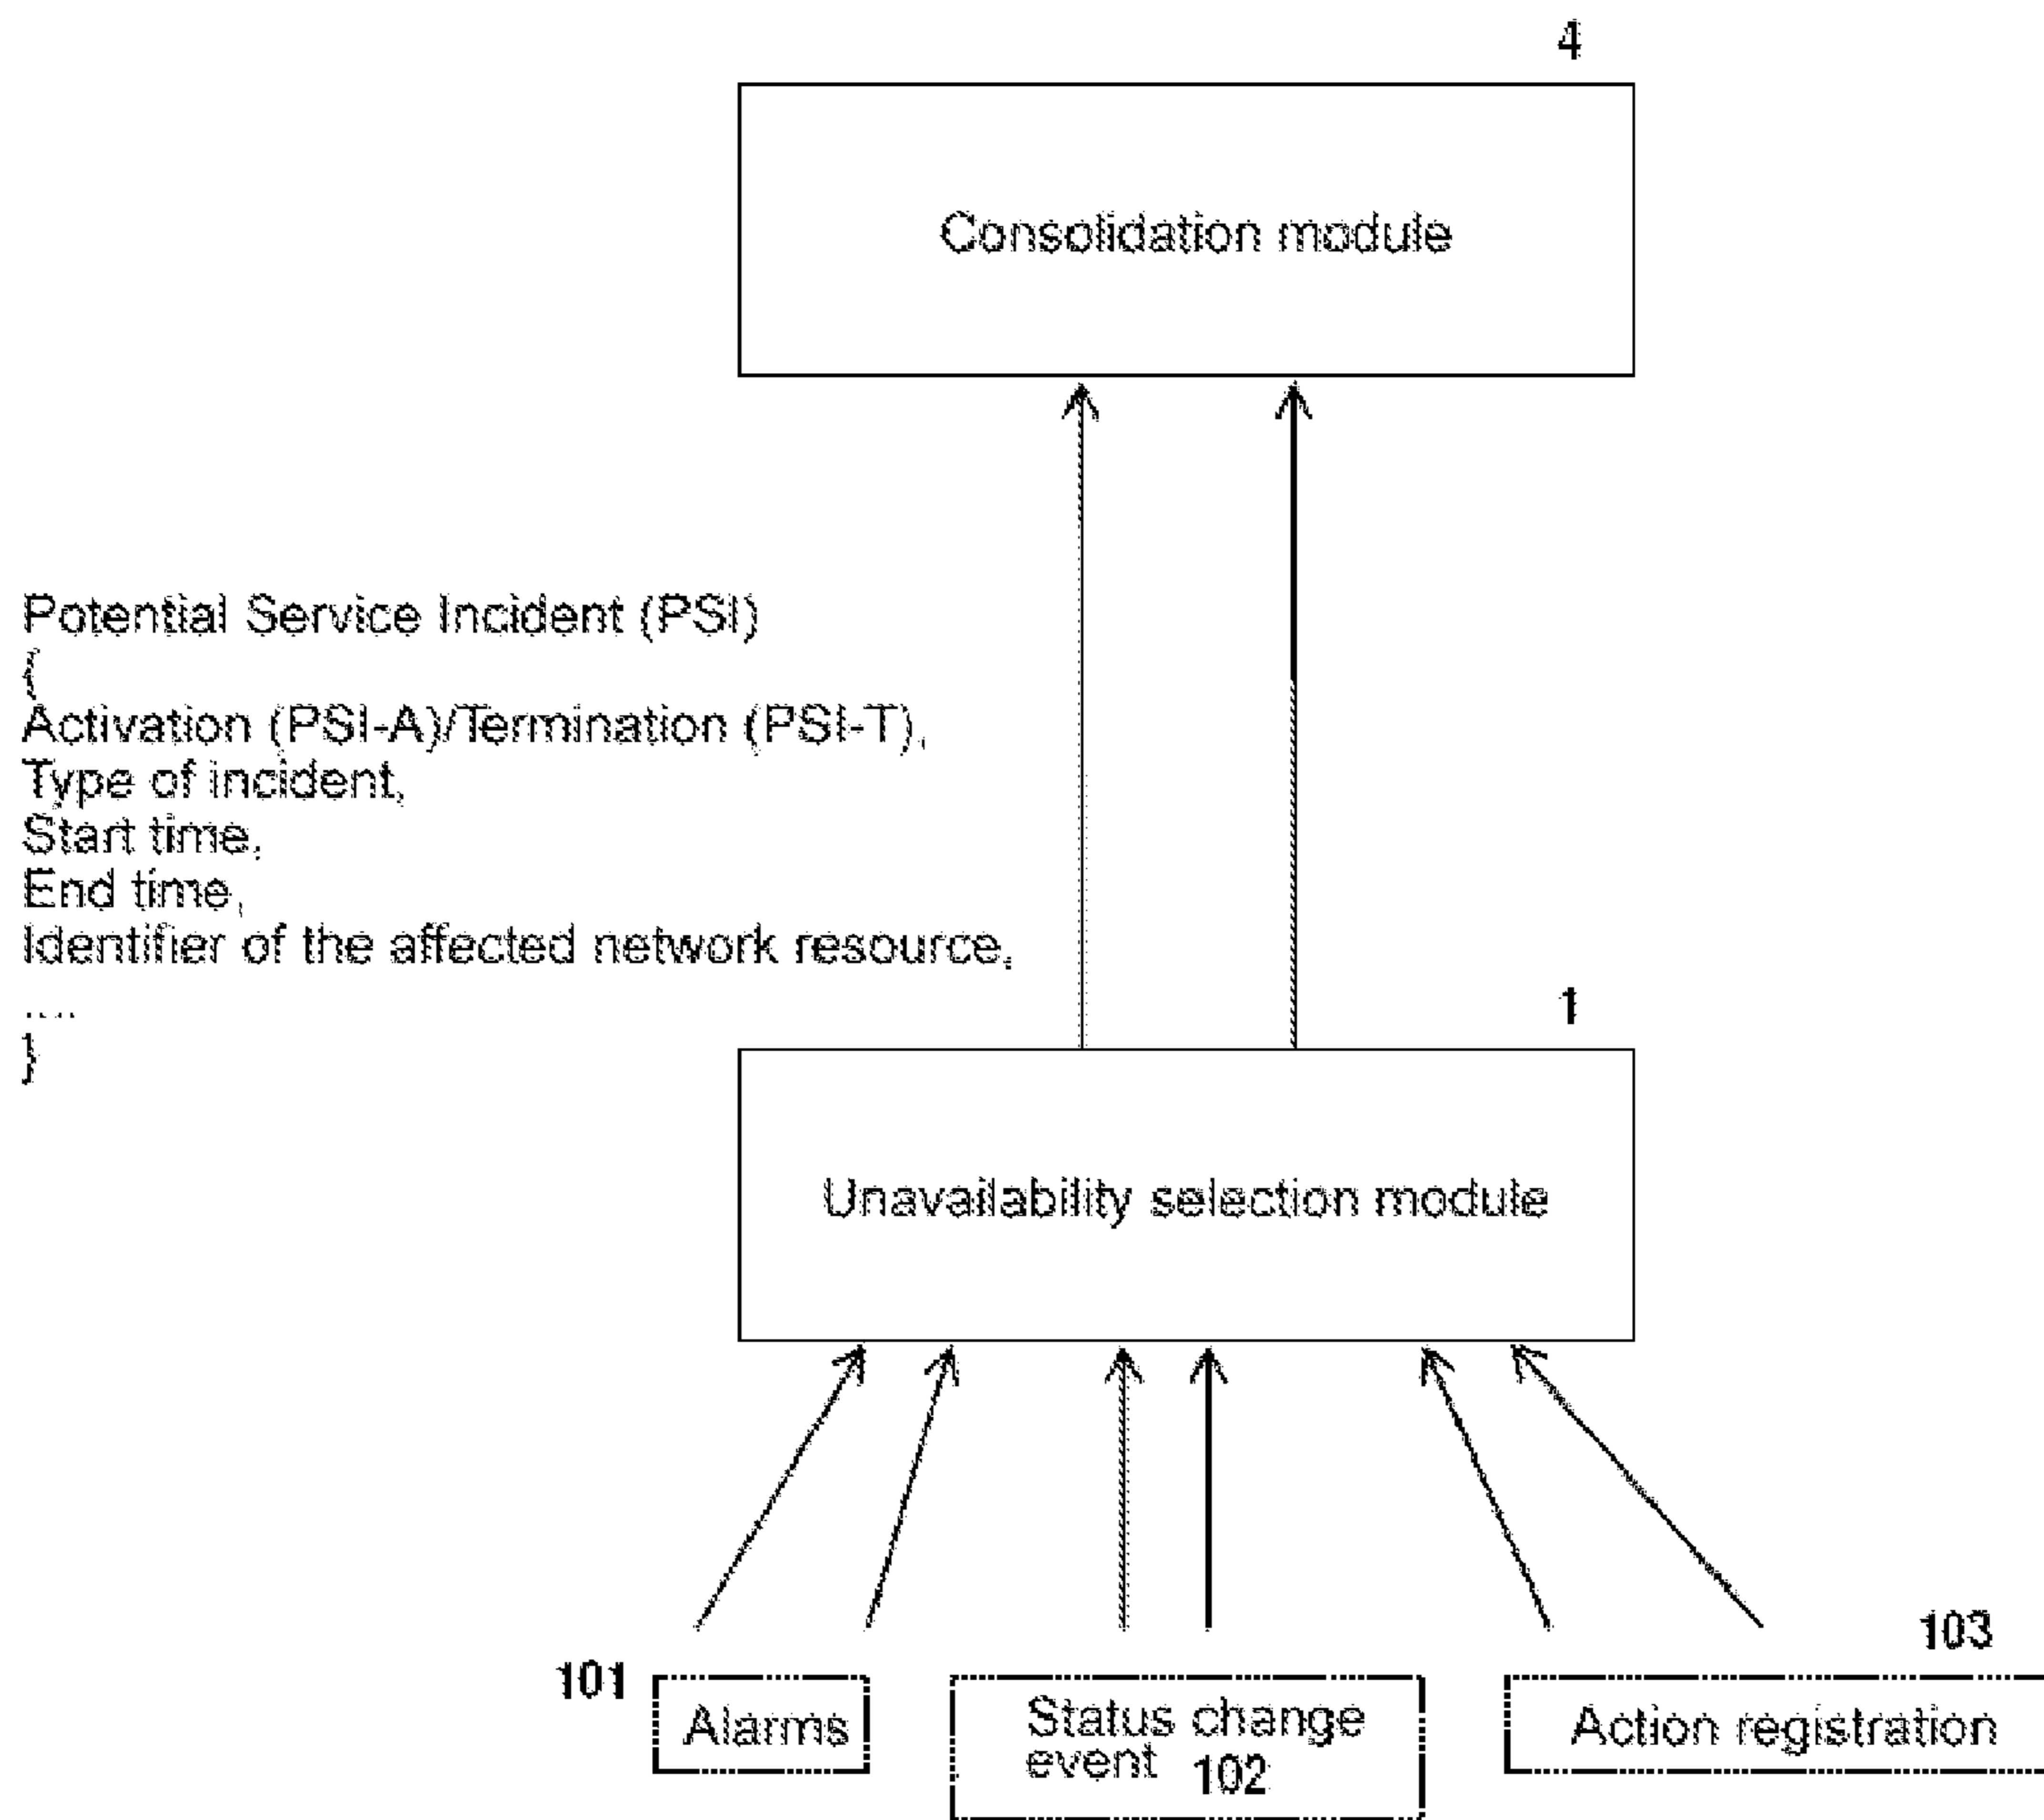 4
Consolidation module
Potential Service Incident (PSI)
{
Activation (PSI-A)/Termination (PSI-T),
Type of incident,
Start time,
End time,
Identifier of the affected network resource,
....
}
1
Unavailability selection module
101
Alarms
Status change
event 102
103
Action registration